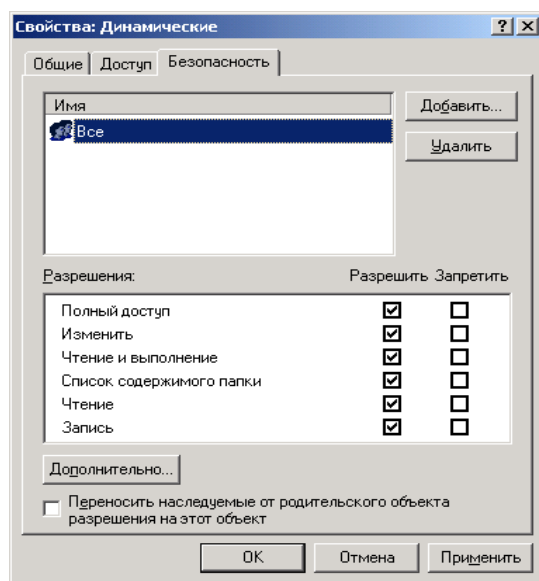 Свойства: Динамические
Общие Доступ Безопасность
Имя
Добавить...
Все
Удалить
Разрешения: Разрешить Запретить
Полный доступ
Изменить
Чтение и выполнение
Список содержимого папки
Чтение
Запись
Дополнительно...
Переносить наследуемые от родительского объекта
разрешения на этот объект
OK Отмена Применить